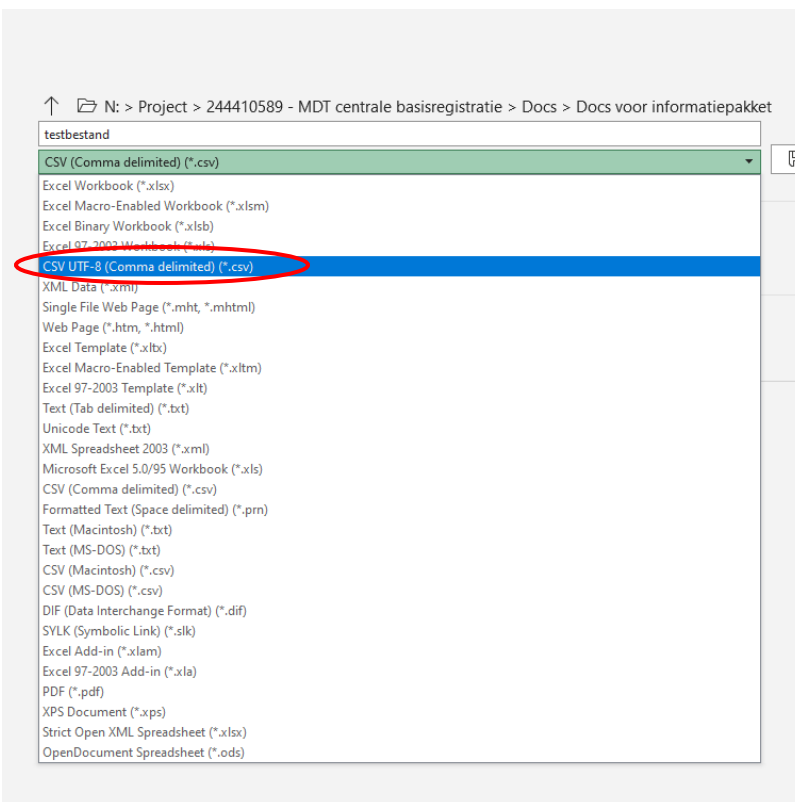 N: > Project > 244410589 - MDT centrale basisregistratie > Docs > Docs voor informatiepakket
testbestand
CSV (Comma delimited) (*.csv)
Excel Workbook (*.xlsx)
Excel Macro-Enabled Workbook (*.xlsm)
Excel Binary Workbook (*.xlsb)
Excel 97-2003 Workbook (*.xls)
CSV UTF-8 (Comma delimited) (*.csv)
XML Data (*.xml)
Single File Web Page (*.mht, *.mhtml)
Web Page (*.htm, *.html)
Excel Template (*.xltx)
Excel Macro-Enabled Template (*.xltm)
Excel 97-2003 Template (*.xlt)
Text (Tab delimited) (*.txt)
Unicode Text (*.txt)
XML Spreadsheet 2003 (*.xml)
Microsoft Excel 5.0/95 Workbook (*.xls)
CSV (Comma delimited) (*.csv)
Formatted Text (Space delimited) (*.prn)
Text (Macintosh) (*.txt)
Text (MS-DOS) (*.txt)
CSV (Macintosh) (*.csv)
CSV (MS-DOS) (*.csv)
DIF (Data Interchange Format) (*.dif)
SYLK (Symbolic Link) (*.slk)
Excel Add-in (*.xlam)
Excel 97-2003 Add-in (*.xla)
PDF (*.pdf)
XPS Document (*.xps)
Strict Open XML Spreadsheet (*.xlsx)
OpenDocument Spreadsheet (*.ods)